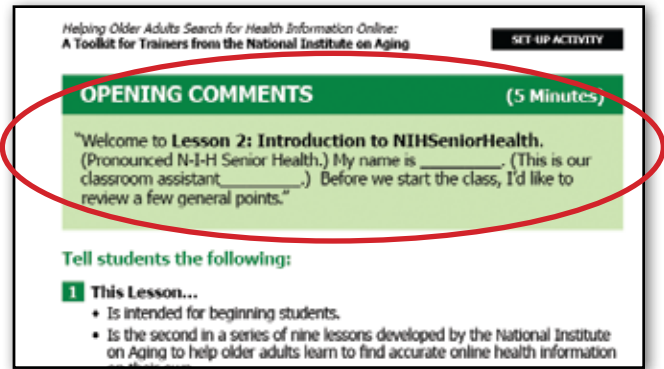 Helping Older Adults Search for Health Information Online:
A Toolkit for Trainers from the National Institute on Aging
SET-UP ACTIVITY
OPENING COMMENTS (5 Minutes)
"Welcome to Lesson 2: Introduction to NIHSeniorHealth.
(Pronounced N-I-H Senior Health.) My name is ________. (This is our
classroom assistant________.) Before we start the class, I'd like to
review a few general points."
Tell students the following:
1 This Lesson...
• Is intended for beginning students.
• Is the second in a series of nine lessons developed by the National Institute
on Aging to help older adults learn to find accurate online health information